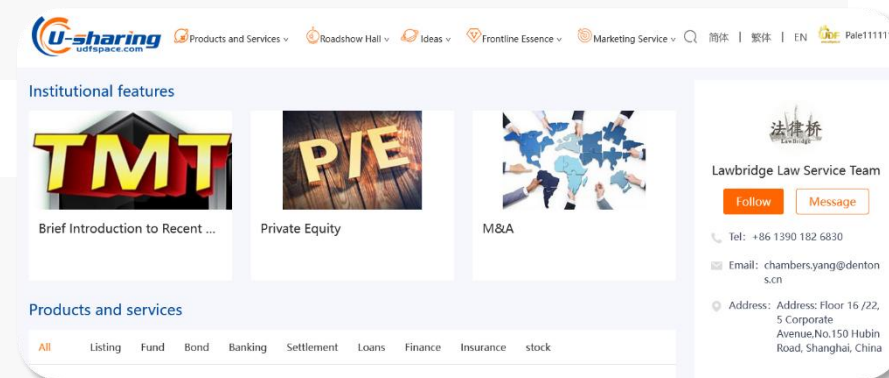 U-sharing
udfspace.com
Products and Services
Roadshow Hall
Ideas
Frontline Essence
Marketing Service
简体 | 繁体 | EN
UDF
Pale11111
Institutional features
TMT
P/E
Brief Introduction to Recent ...
Private Equity
M&A
Products and services
All Listing Fund Bond Banking Settlement Loans Finance Insurance stock
法律桥
LawBridge
Lawbridge Law Service Team
Follow Message
Tel: +86 1390 182 6830
Email: chambers.yang@denton
s.cn
Address: Address: Floor 16 /22,
5 Corporate
Avenue,No.150 Hubin
Road, Shanghai, China